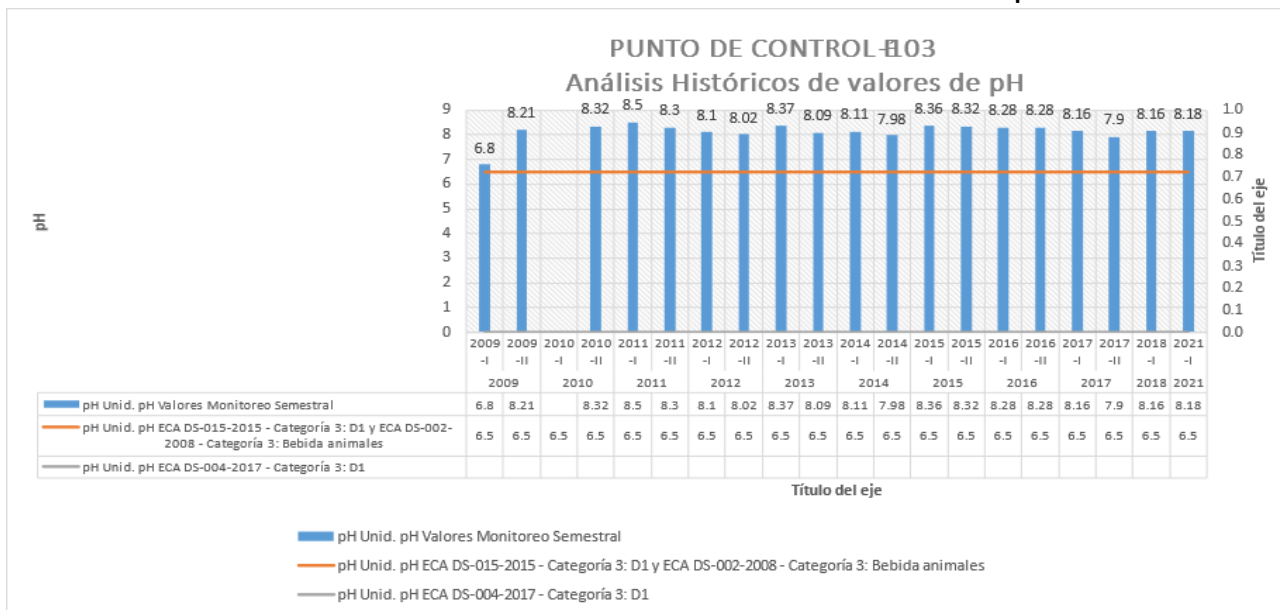 PUNTO DE CONTROL-E103
Análisis Históricos de valores de pH
8.21 8.32 8.5 8.3 8.1 8.02 8.37 8.09 8.11 7.98 8.36 8.32 8.28 8.28 8.16 7.9 8.16 8.18
6.8
9
8
7
6
5
4
3
2
1
0
pH
1.0
0.9
0.8
0.7
0.6
0.5
0.4
0.3
0.2
0.1
0.0
Título del eje
2009 2009 2010 2010 2011 2011 2012 2012 2013 2013 2014 2014 2015 2015 2016 2016 2017 2017 2018 2021
-I -II -I -II -I -II -I -II -I -II -I -II -I -II -I -II -I -II -I -I
2009 2010 2011 2012 2013 2014 2015 2016 2017 2018 2021
pH Unid. pH Valores Monitoreo Semestral 6.8 8.21 8.32 8.5 8.3 8.1 8.02 8.37 8.09 8.11 7.98 8.36 8.32 8.28 8.28 8.16 7.9 8.16 8.18
pH Unid. pH ECA DS-015-2015 - Categoría 3: D1 y ECA DS-002-
2008 - Categoría 3: Bebida animales
6.5 6.5 6.5 6.5 6.5 6.5 6.5 6.5 6.5 6.5 6.5 6.5 6.5 6.5 6.5 6.5 6.5 6.5 6.5 6.5
pH Unid. pH ECA DS-004-2017 - Categoría 3: D1
Título del eje
pH Unid. pH Valores Monitoreo Semestral
pH Unid. pH ECA DS-015-2015 - Categoría 3: D1 y ECA DS-002-2008 - Categoría 3: Bebida animales
pH Unid. pH ECA DS-004-2017 - Categoría 3: D1